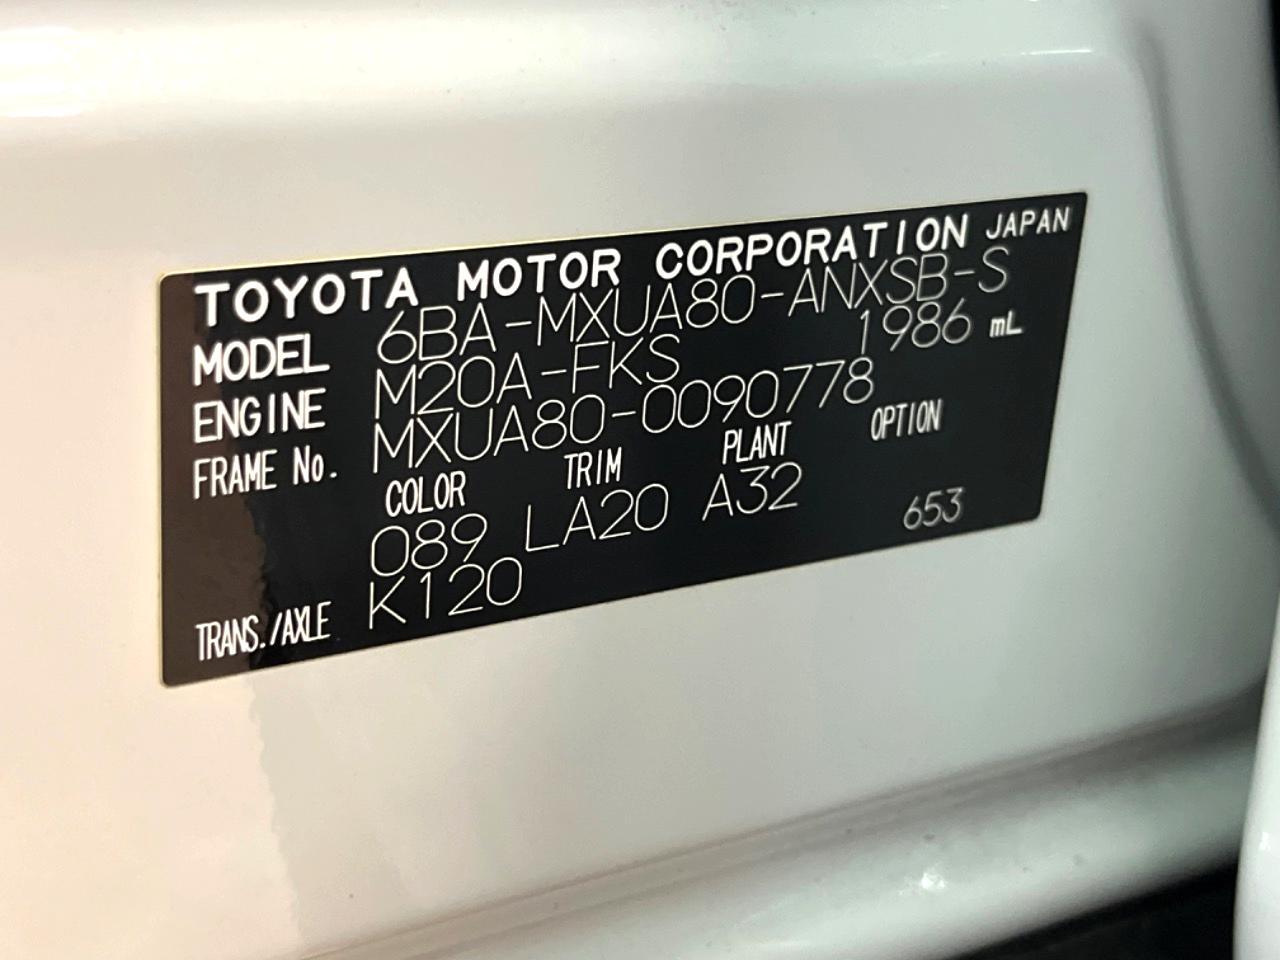 TOYOTA MOTOR CORPORATION JAPAN
MODEL 6BA-MXUA80-ANXSB-S
ENGINE M20A-FKS 1986 mL
FRAME No. MXUA80-0090778
COLOR TRIM PLANT OPTION
089 LA20 A32 653
TRANS./AXLE K120